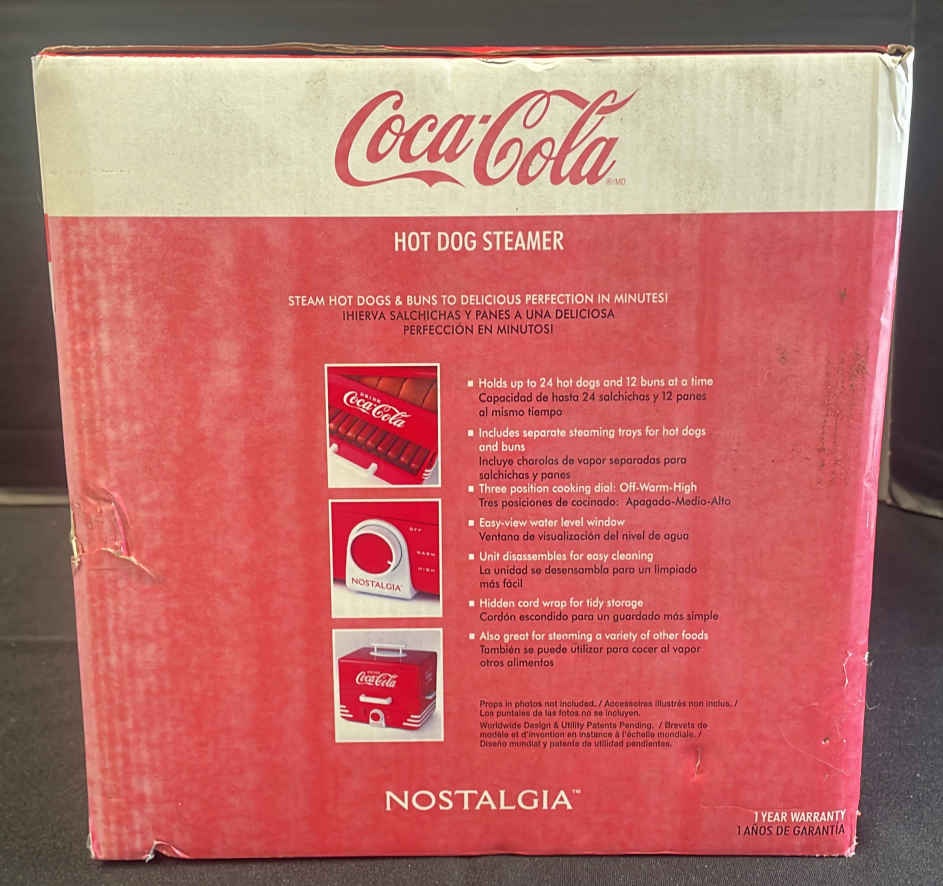 Coca-Cola
®/MD
HOT DOG STEAMER
STEAM HOT DOGS & BUNS TO DELICIOUS PERFECTION IN MINUTES!
¡HIERVA SALCHICHAS Y PANES A UNA DELICIOSA
PERFECCIÓN EN MINUTOS!
DRINK
Coca-Cola
▪ Holds up to 24 hot dogs and 12 buns at a time
Capacidad de hasta 24 salchichas y 12 panes
al mismo tiempo
▪ Includes separate steaming trays for hot dogs
and buns
Incluye charolas de vapor separadas para
salchichas y panes
▪ Three position cooking dial: Off-Warm-High
Tres posiciones de cocinado: Apagado-Medio-Alto
OFF
WARM
HIGH
NOSTALGIA™
▪ Easy-view water level window
Ventana de visualización del nivel de agua
▪ Unit disassembles for easy cleaning
La unidad se desensambla para un limpiado
más fácil
▪ Hidden cord wrap for tidy storage
Cordón escondido para un guardado más simple
▪ Also great for steaming a variety of other foods
También se puede utilizar para cocer al vapor
otros alimentos
Coca-Cola
Props in photos not included. / Accessoires illustrés non inclus. /
Los puntales de las fotos no se incluyen.
Worldwide Design & Utility Patents Pending. / Brevets de
modèle et d'invention en instance à l'échelle mondiale. /
Diseño mundial y patente de utilidad pendientes.
NOSTALGIA™
1 YEAR WARRANTY
1 AÑOS DE GARANTÍA